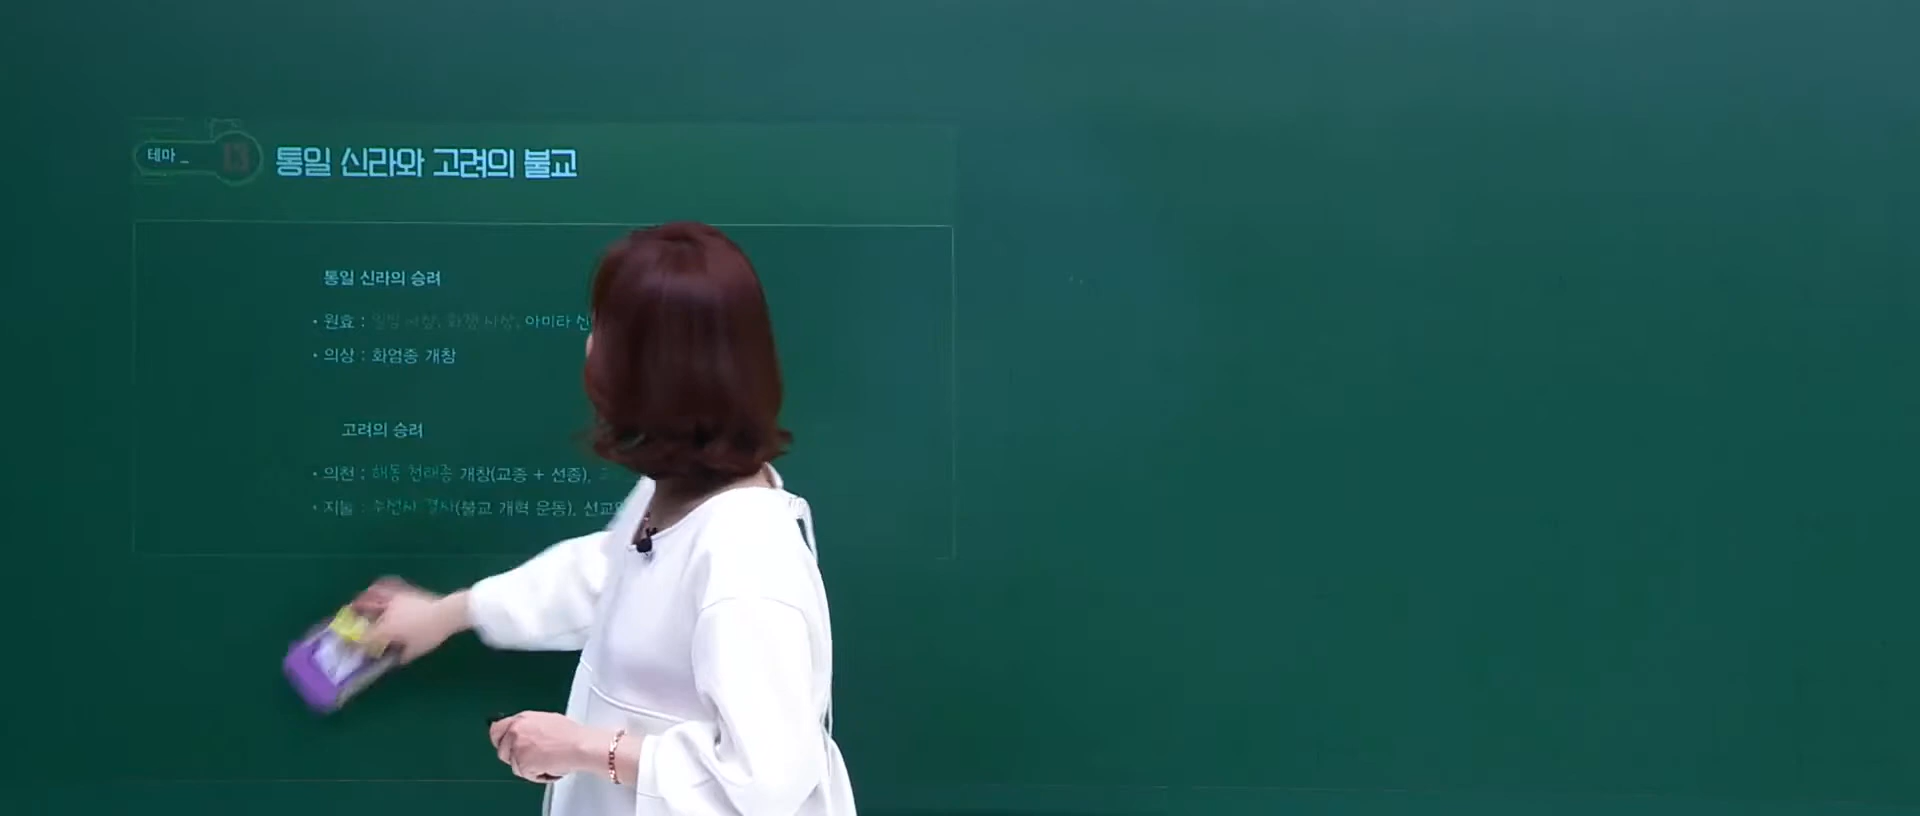 테마 _ 13
통일 신라와 고려의 불교
통일 신라의 승려
• 원효 : 일심 사상, 화쟁 사상, 아미타 신
• 의상 : 화엄종 개창
고려의 승려
• 의천 : 해동 천태종 개창(교종 + 선종),
• 지눌 : 수선사 결사(불교 개혁 운동), 선교